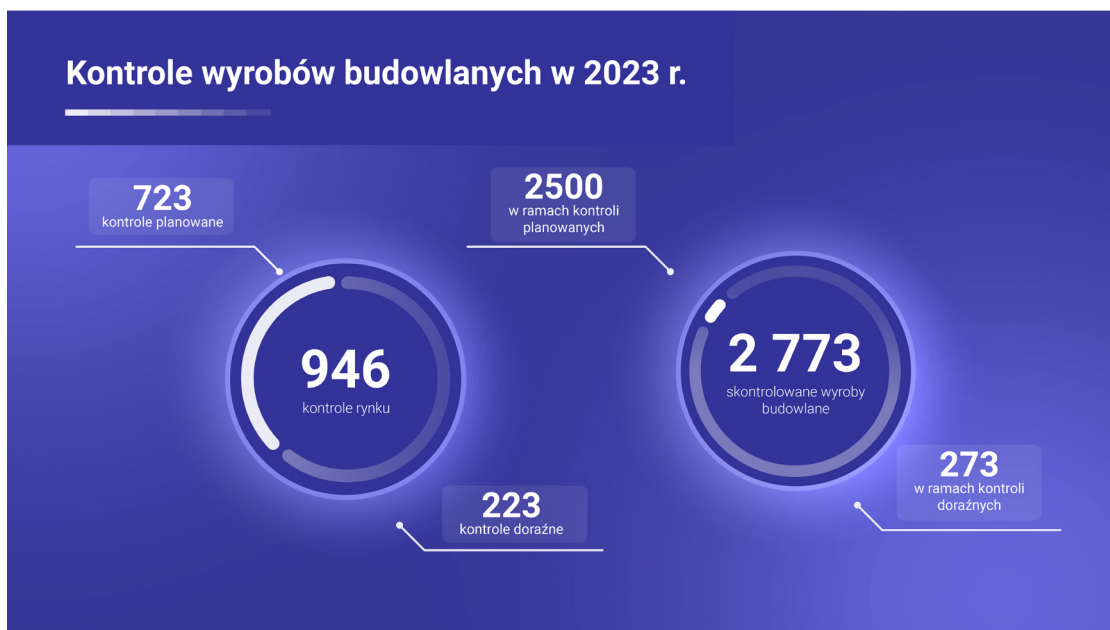 Kontrole wyrobów budowlanych w 2023 r.
723
kontrole planowane
946
kontrole rynku
223
kontrole doraźne
2500
w ramach kontroli
planowanych
2 773
skontrolowane wyroby
budowlane
273
w ramach kontroli
doraźnych